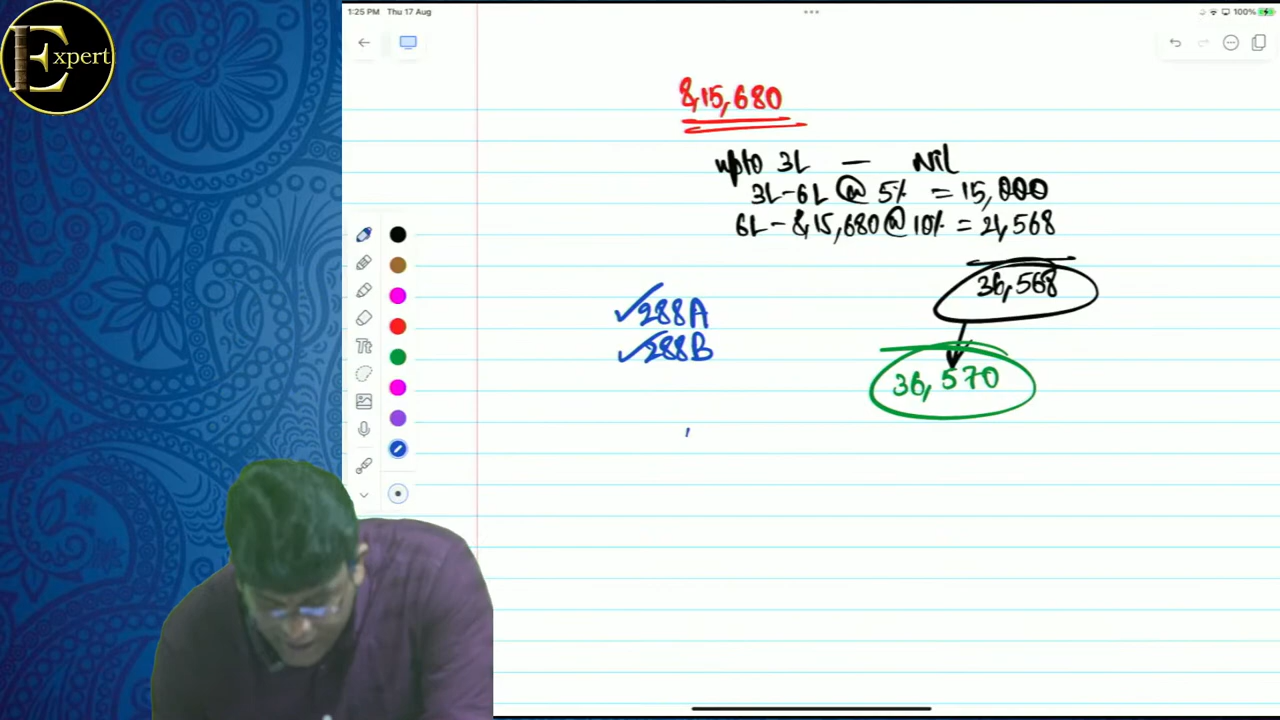 Expert
1:25 PM Thu 17 Aug
100%
8,15,680
upto 3L — Nil
3L-6L @ 5% = 15,000
6L - 8,15,680 @ 10% = 21,568
36,568
288A
288B
36,570
Tt